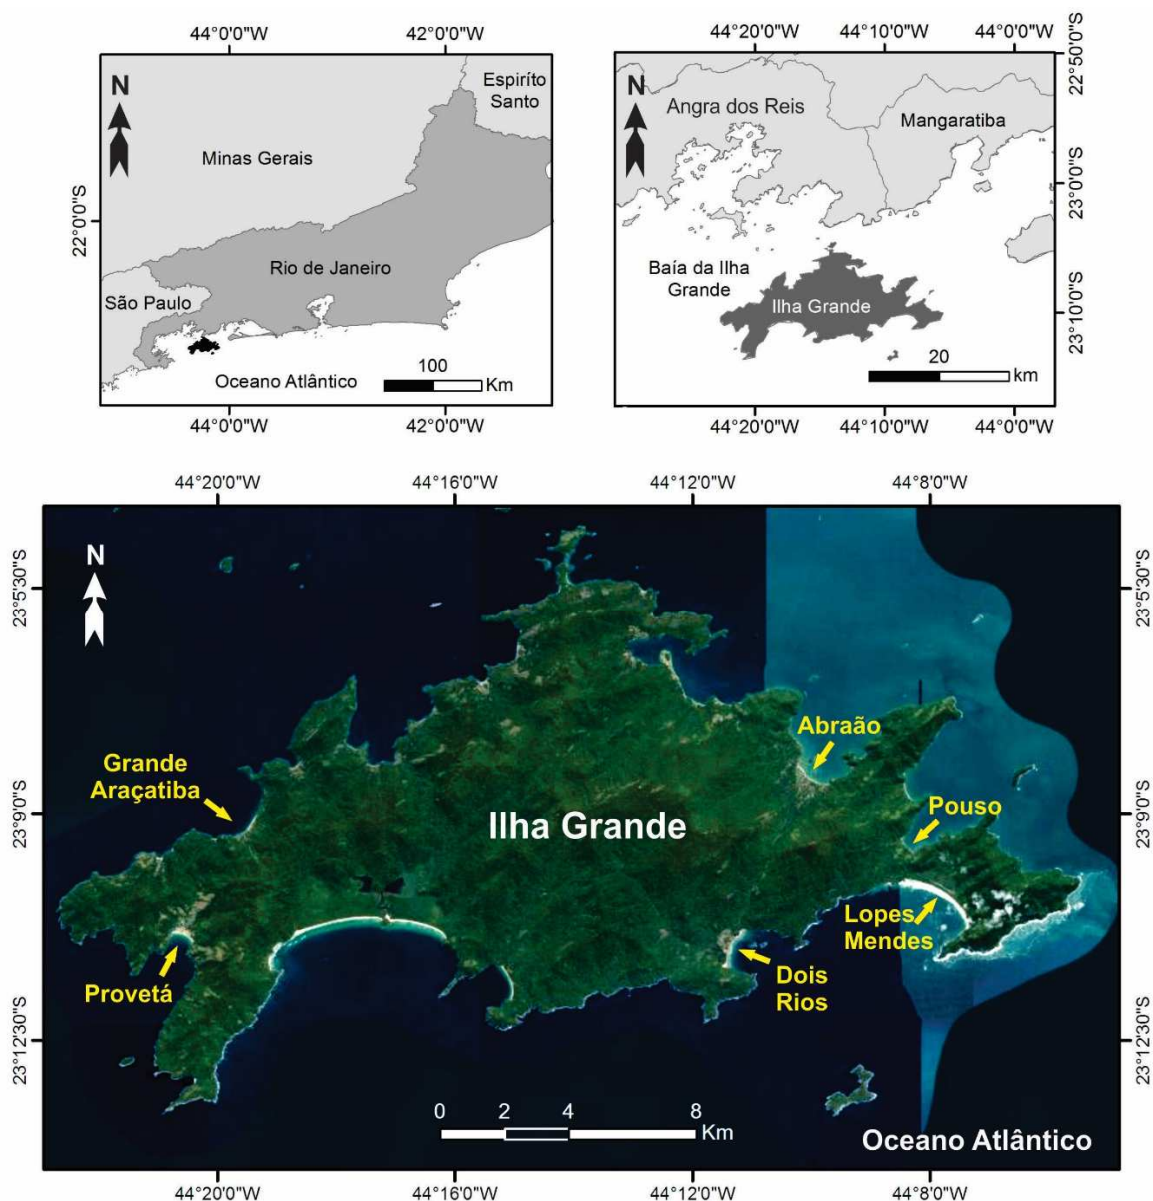 44°0'0"W 42°0'0"W
N
Espiríto
Santo
Minas Gerais
22°0'0"S
Rio de Janeiro
São Paulo
100
Km
Oceano Atlântico
44°0'0"W 42°0'0"W
44°20'0"W 44°10'0"W 44°0'0"W
22°50'0"S
N
Angra dos Reis
Mangaratiba
23°0'0"S
Baía da Ilha
Grande
Ilha Grande
23°10'0"S
20
km
44°20'0"W 44°10'0"W 44°0'0"W
44°20'0"W 44°16'0"W 44°12'0"W 44°8'0"W
N
23°5'30"S 23°5'30"S
Abraão
Grande
Araçatiba
23°9'0"S 23°9'0"S
Pouso
Ilha Grande
Lopes
Mendes
Provetá
Dois
Rios
23°12'30"S 23°12'30"S
0 2 4 8
Km
Oceano Atlântico
44°20'0"W 44°16'0"W 44°12'0"W 44°8'0"W